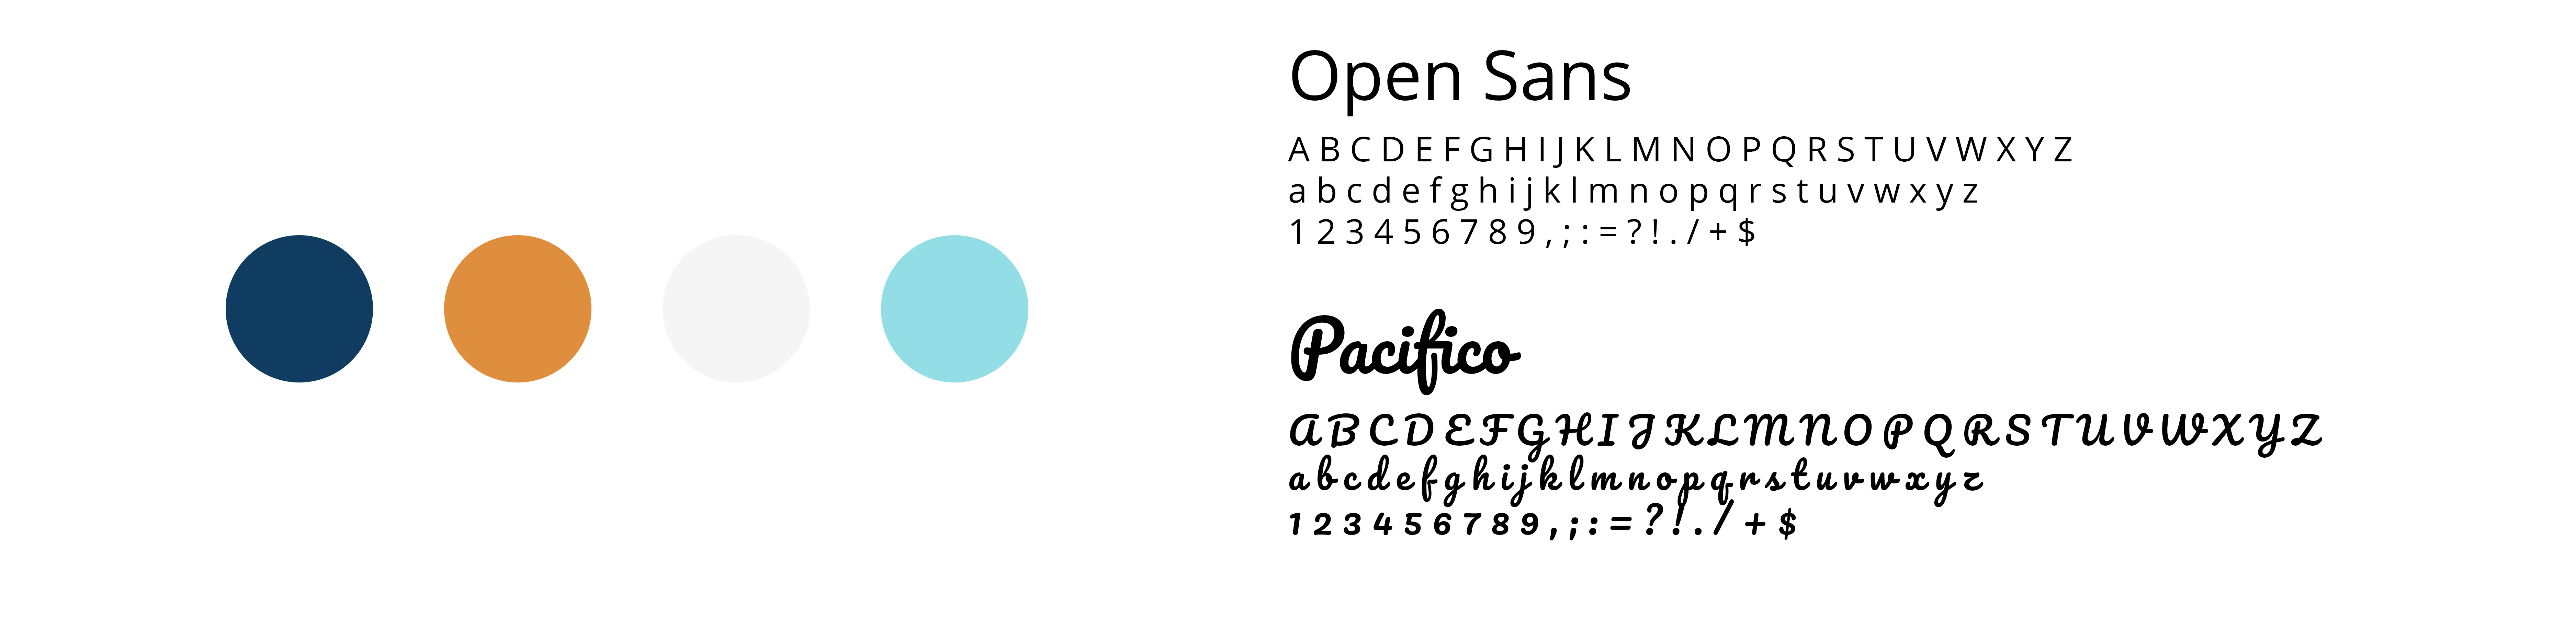 Open Sans
A B C D E F G H I J K L M N O P Q R S T U V W X Y Z
a b c d e f g h i j k l m n o p q r s t u v w x y z
1 2 3 4 5 6 7 8 9 , ; : = ? ! . / + $
Pacifico
A B C D E F G H I J K L M N O P Q R S T U V W X Y Z
a b c d e f g h i j k l m n o p q r s t u v w x y z
1 2 3 4 5 6 7 8 9 , ; : = ? ! . / + $